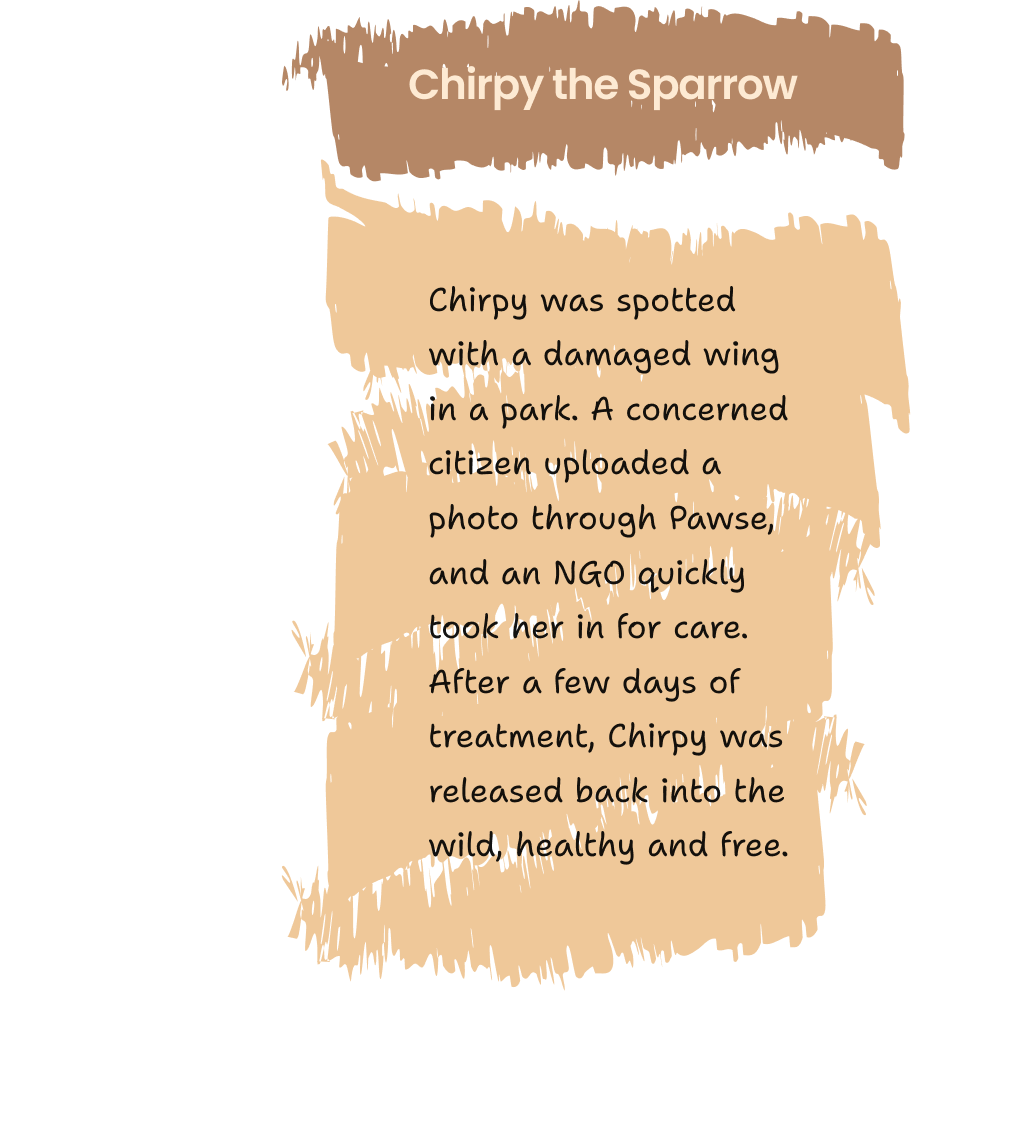 Chirpy the Sparrow
Chirpy was spotted
with a damaged wing
in a park. A concerned
citizen uploaded a
photo through Pawse,
and an NGO quickly
took her in for care.
After a few days of
treatment, Chirpy was
released back into the
wild, healthy and free.